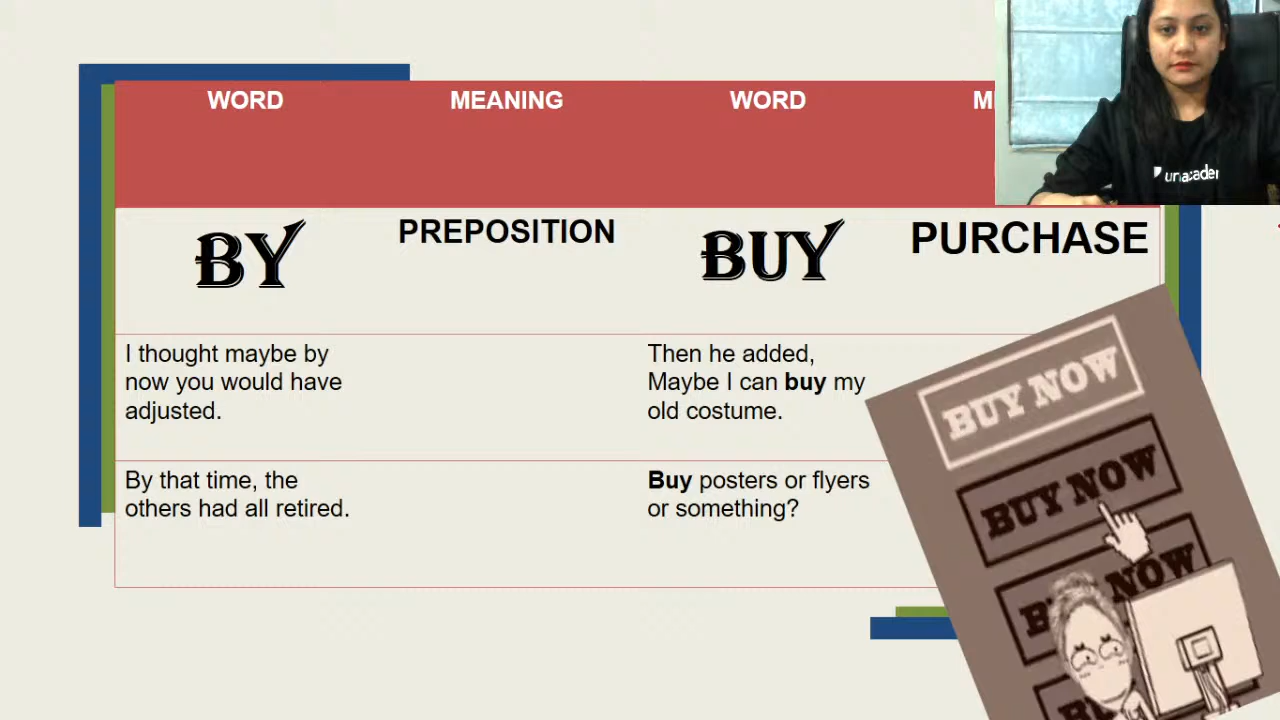 WORD MEANING WORD M
BY PREPOSITION BUY PURCHASE
I thought maybe by
now you would have
adjusted.
Then he added,
Maybe I can buy my
old costume.
By that time, the
others had all retired.
Buy posters or flyers
or something?
BUY NOW
BUY NOW
NOW